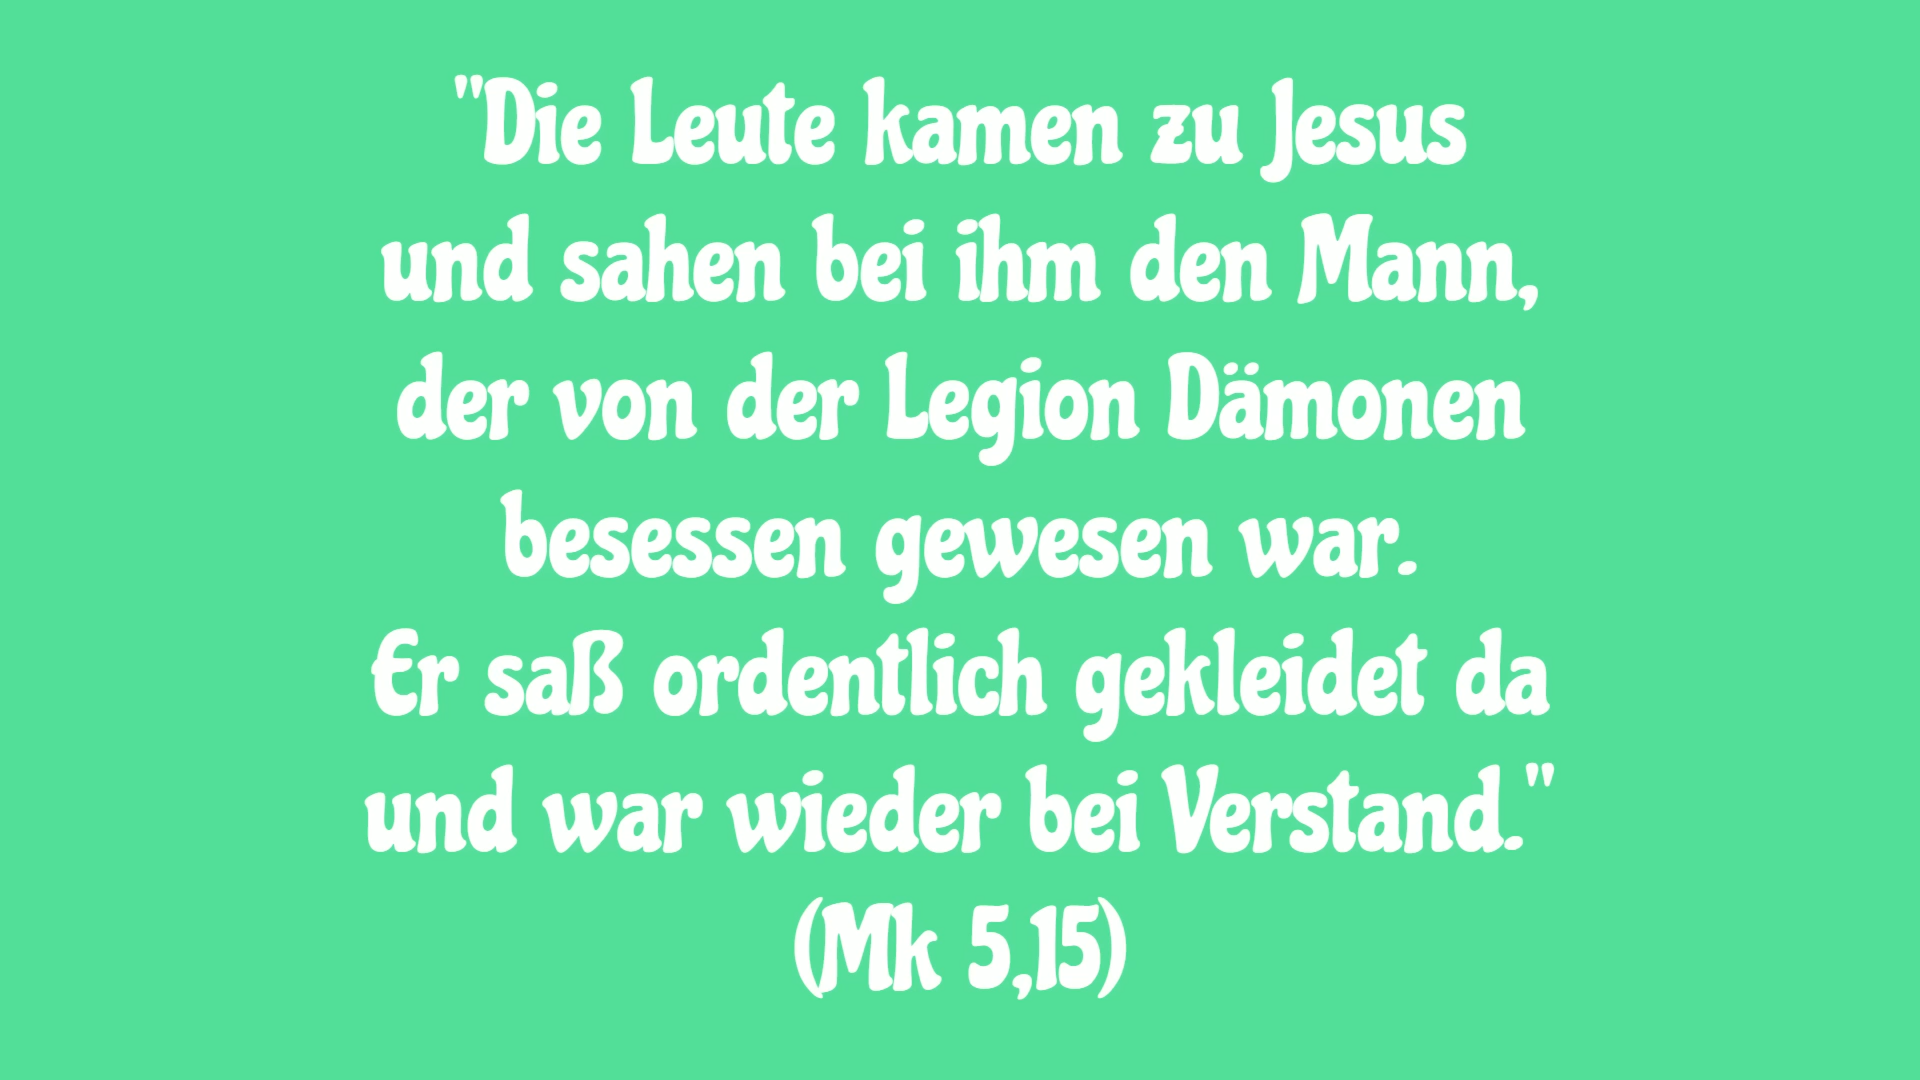 "Die Leute kamen zu Jesus
und sahen bei ihm den Mann,
der von der Legion Dämonen
besessen gewesen war.
Er saß ordentlich gekleidet da
und war wieder bei Verstand."
(Mk 5,15)